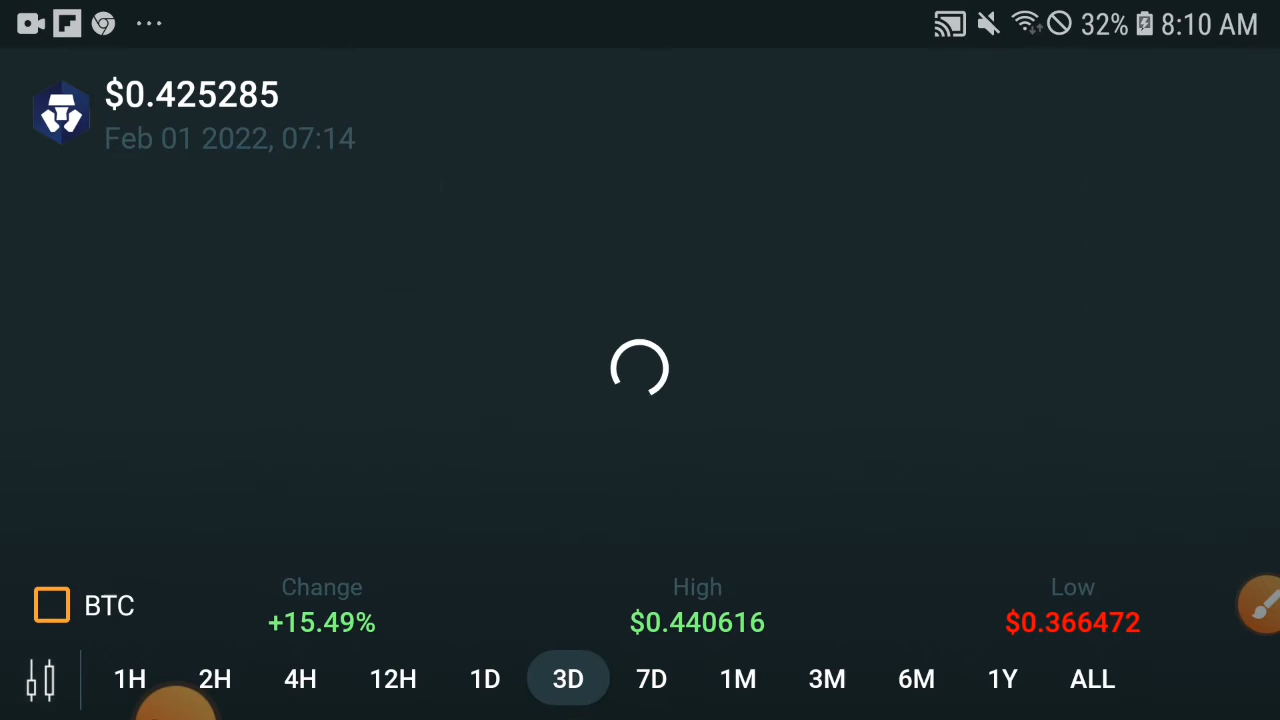 32% 8:10 AM
$0.425285
Feb 01 2022, 07:14
BTC
Change
+15.49%
High
$0.440616
Low
$0.366472
1H 2H 4H 12H 1D 3D 7D 1M 3M 6M 1Y ALL